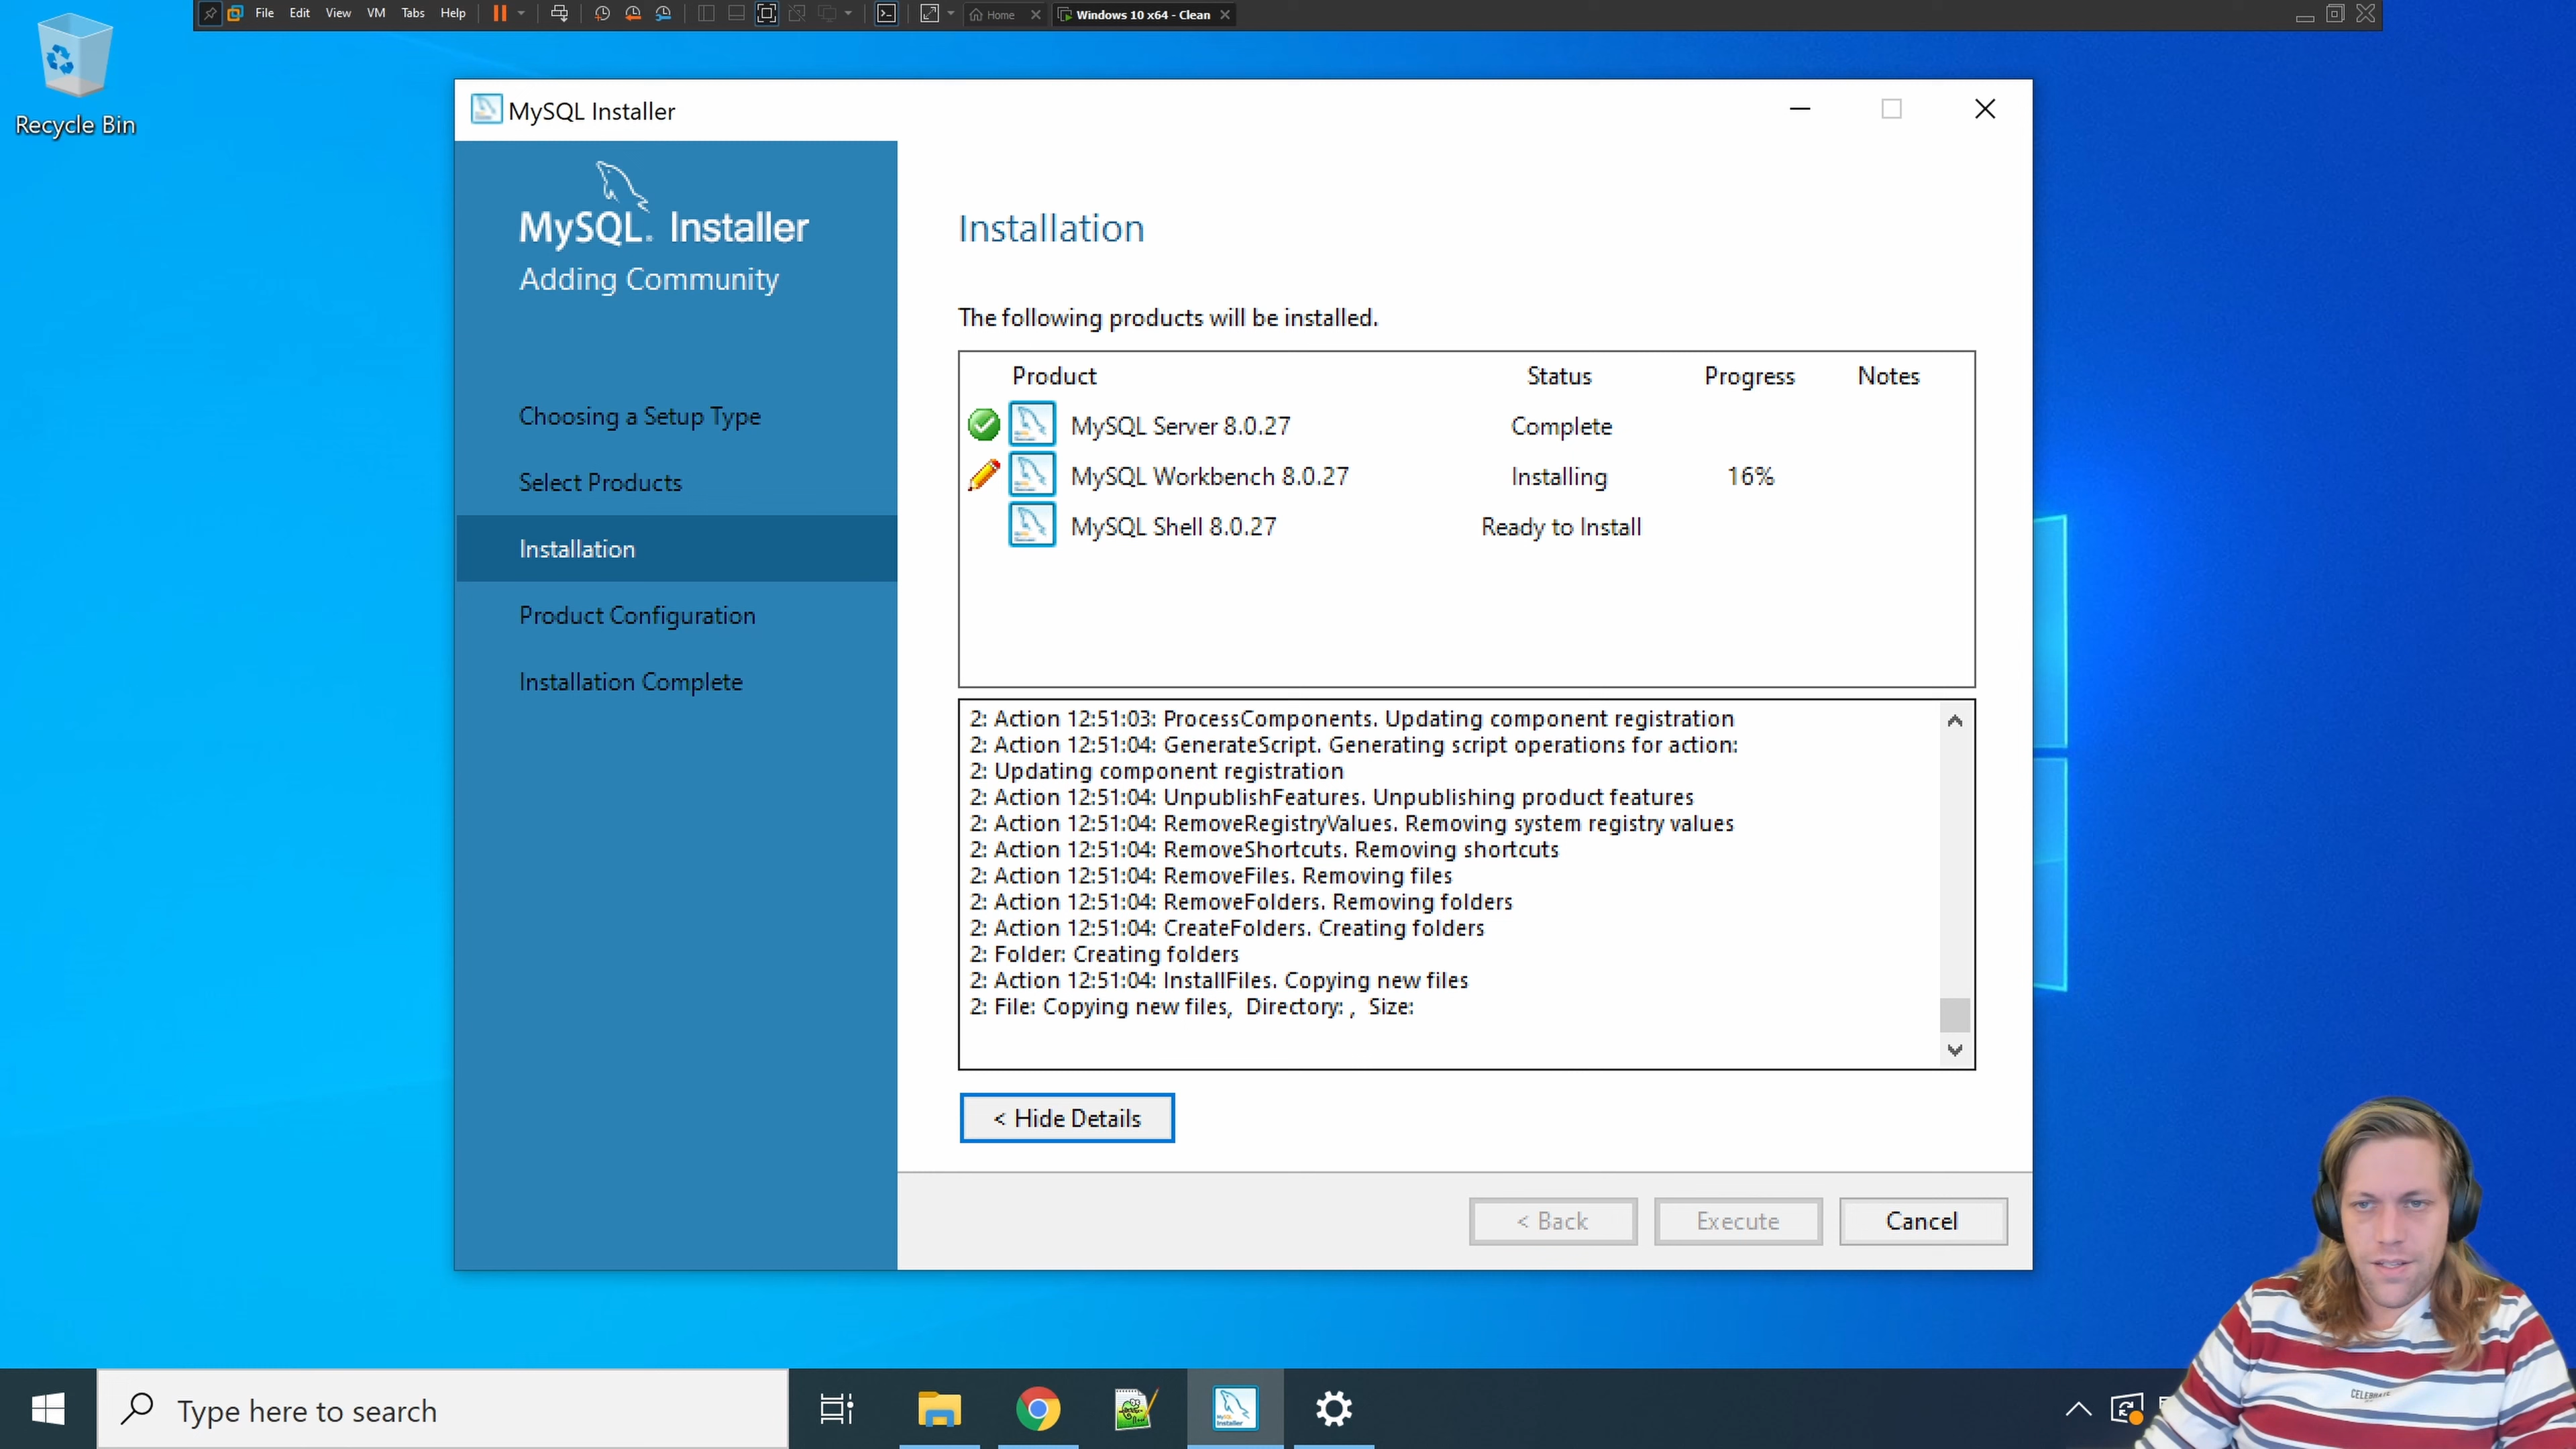 File Edit View VM Tabs Help
Home
Windows 10 x64 - Clean
Recycle Bin
MySQL Installer
MySQL. Installer
Adding Community
Choosing a Setup Type
Select Products
Installation
Product Configuration
Installation Complete
Installation
The following products will be installed.
Product Status Progress Notes
MySQL Server 8.0.27 Complete
MySQL Workbench 8.0.27 Installing 16%
MySQL Shell 8.0.27 Ready to Install
2: Action 12:51:03: ProcessComponents. Updating component registration
2: Action 12:51:04: GenerateScript. Generating script operations for action:
2: Updating component registration
2: Action 12:51:04: UnpublishFeatures. Unpublishing product features
2: Action 12:51:04: RemoveRegistryValues. Removing system registry values
2: Action 12:51:04: RemoveShortcuts. Removing shortcuts
2: Action 12:51:04: RemoveFiles. Removing files
2: Action 12:51:04: RemoveFolders. Removing folders
2: Action 12:51:04: CreateFolders. Creating folders
2: Folder: Creating folders
2: Action 12:51:04: InstallFiles. Copying new files
2: File: Copying new files,  Directory: ,  Size:
< Hide Details
< Back
Execute
Cancel
CELEBRATE
Type here to search